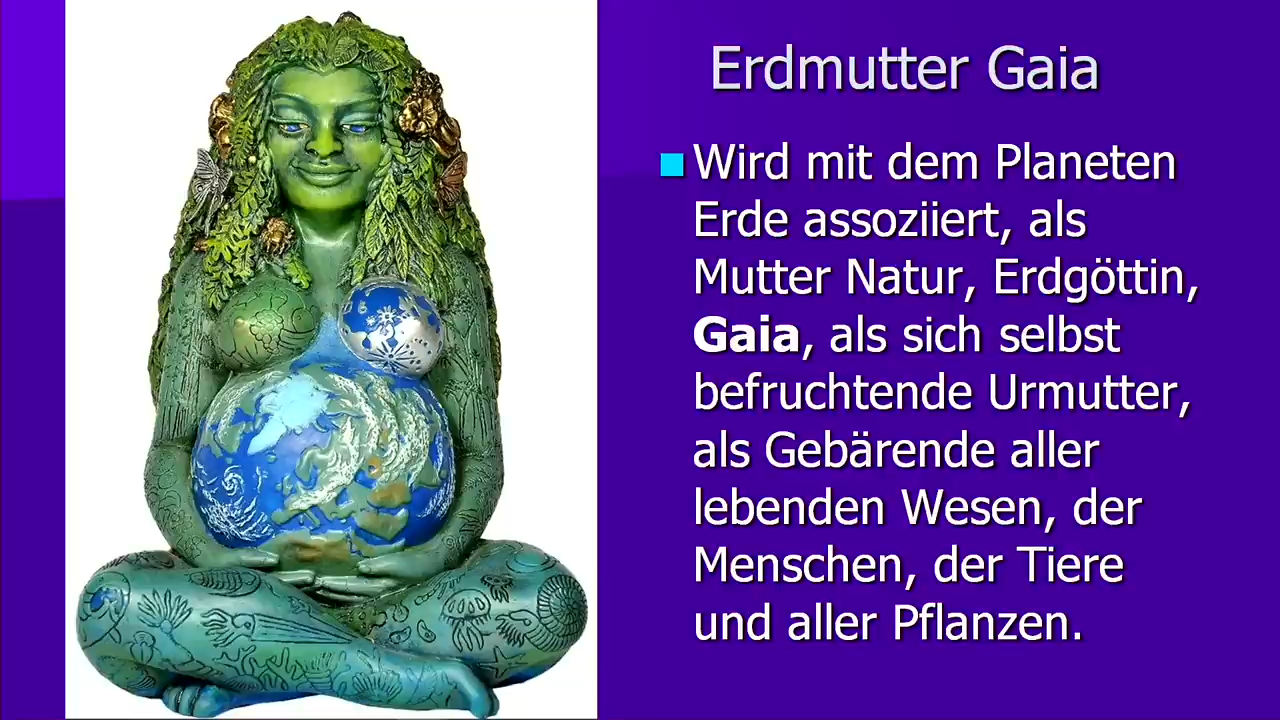 Erdmutter Gaia
Wird mit dem Planeten
Erde assoziiert, als
Mutter Natur, Erdgöttin,
Gaia, als sich selbst
befruchtende Urmutter,
als Gebärende aller
lebenden Wesen, der
Menschen, der Tiere
und aller Pflanzen.